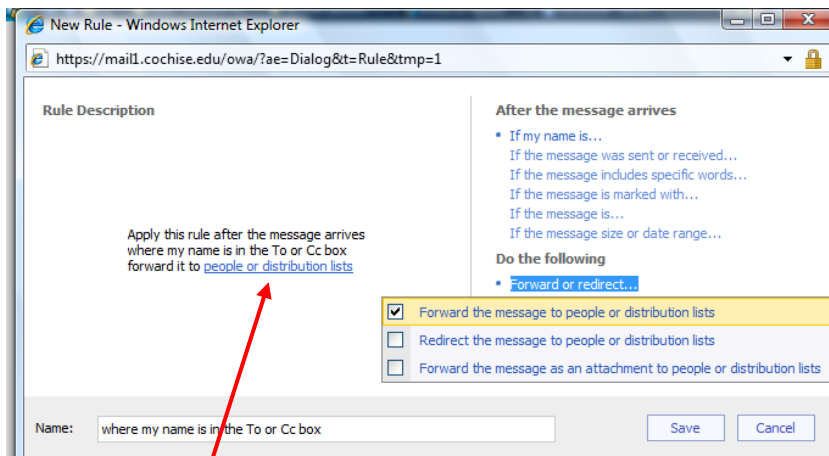 New Rule - Windows Internet Explorer
https://mail1.cochise.edu/owa/?ae=Dialog&t=Rule&tmp=1
Rule Description
Apply this rule after the message arrives
where my name is in the To or Cc box
forward it to people or distribution lists
After the message arrives
If my name is...
If the message was sent or received...
If the message includes specific words...
If the message is marked with...
If the message is...
If the message size or date range...
Do the following
Forward or redirect...
Forward the message to people or distribution lists
Redirect the message to people or distribution lists
Forward the message as an attachment to people or distribution lists
Name: where my name is in the To or Cc box
Save Cancel